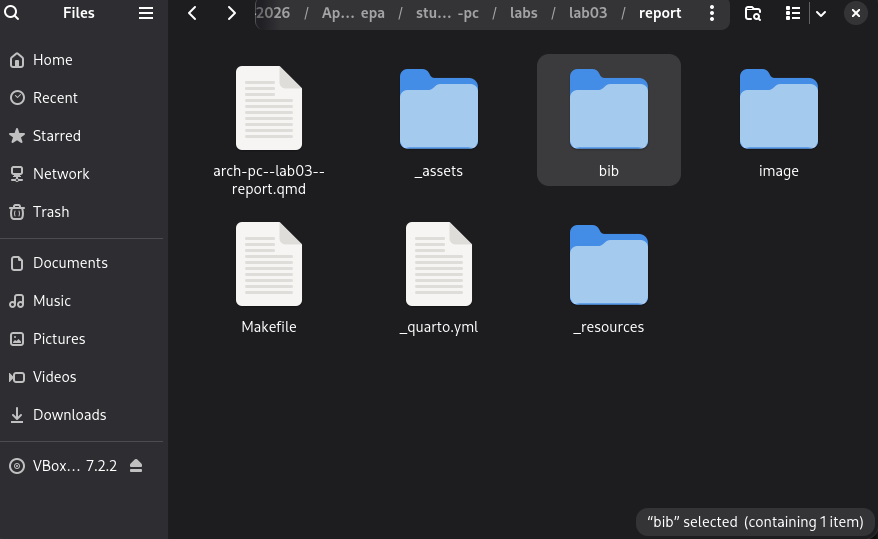 Files
2026 / Ap... epa / stu... -pc / labs / lab03 / report
Home
Recent
Starred
Network
Trash
Documents
Music
Pictures
Videos
Downloads
VBox... 7.2.2
arch-pc--lab03--
report.qmd
_assets
bib
image
Makefile
_quarto.yml
_resources
“bib” selected (containing 1 item)